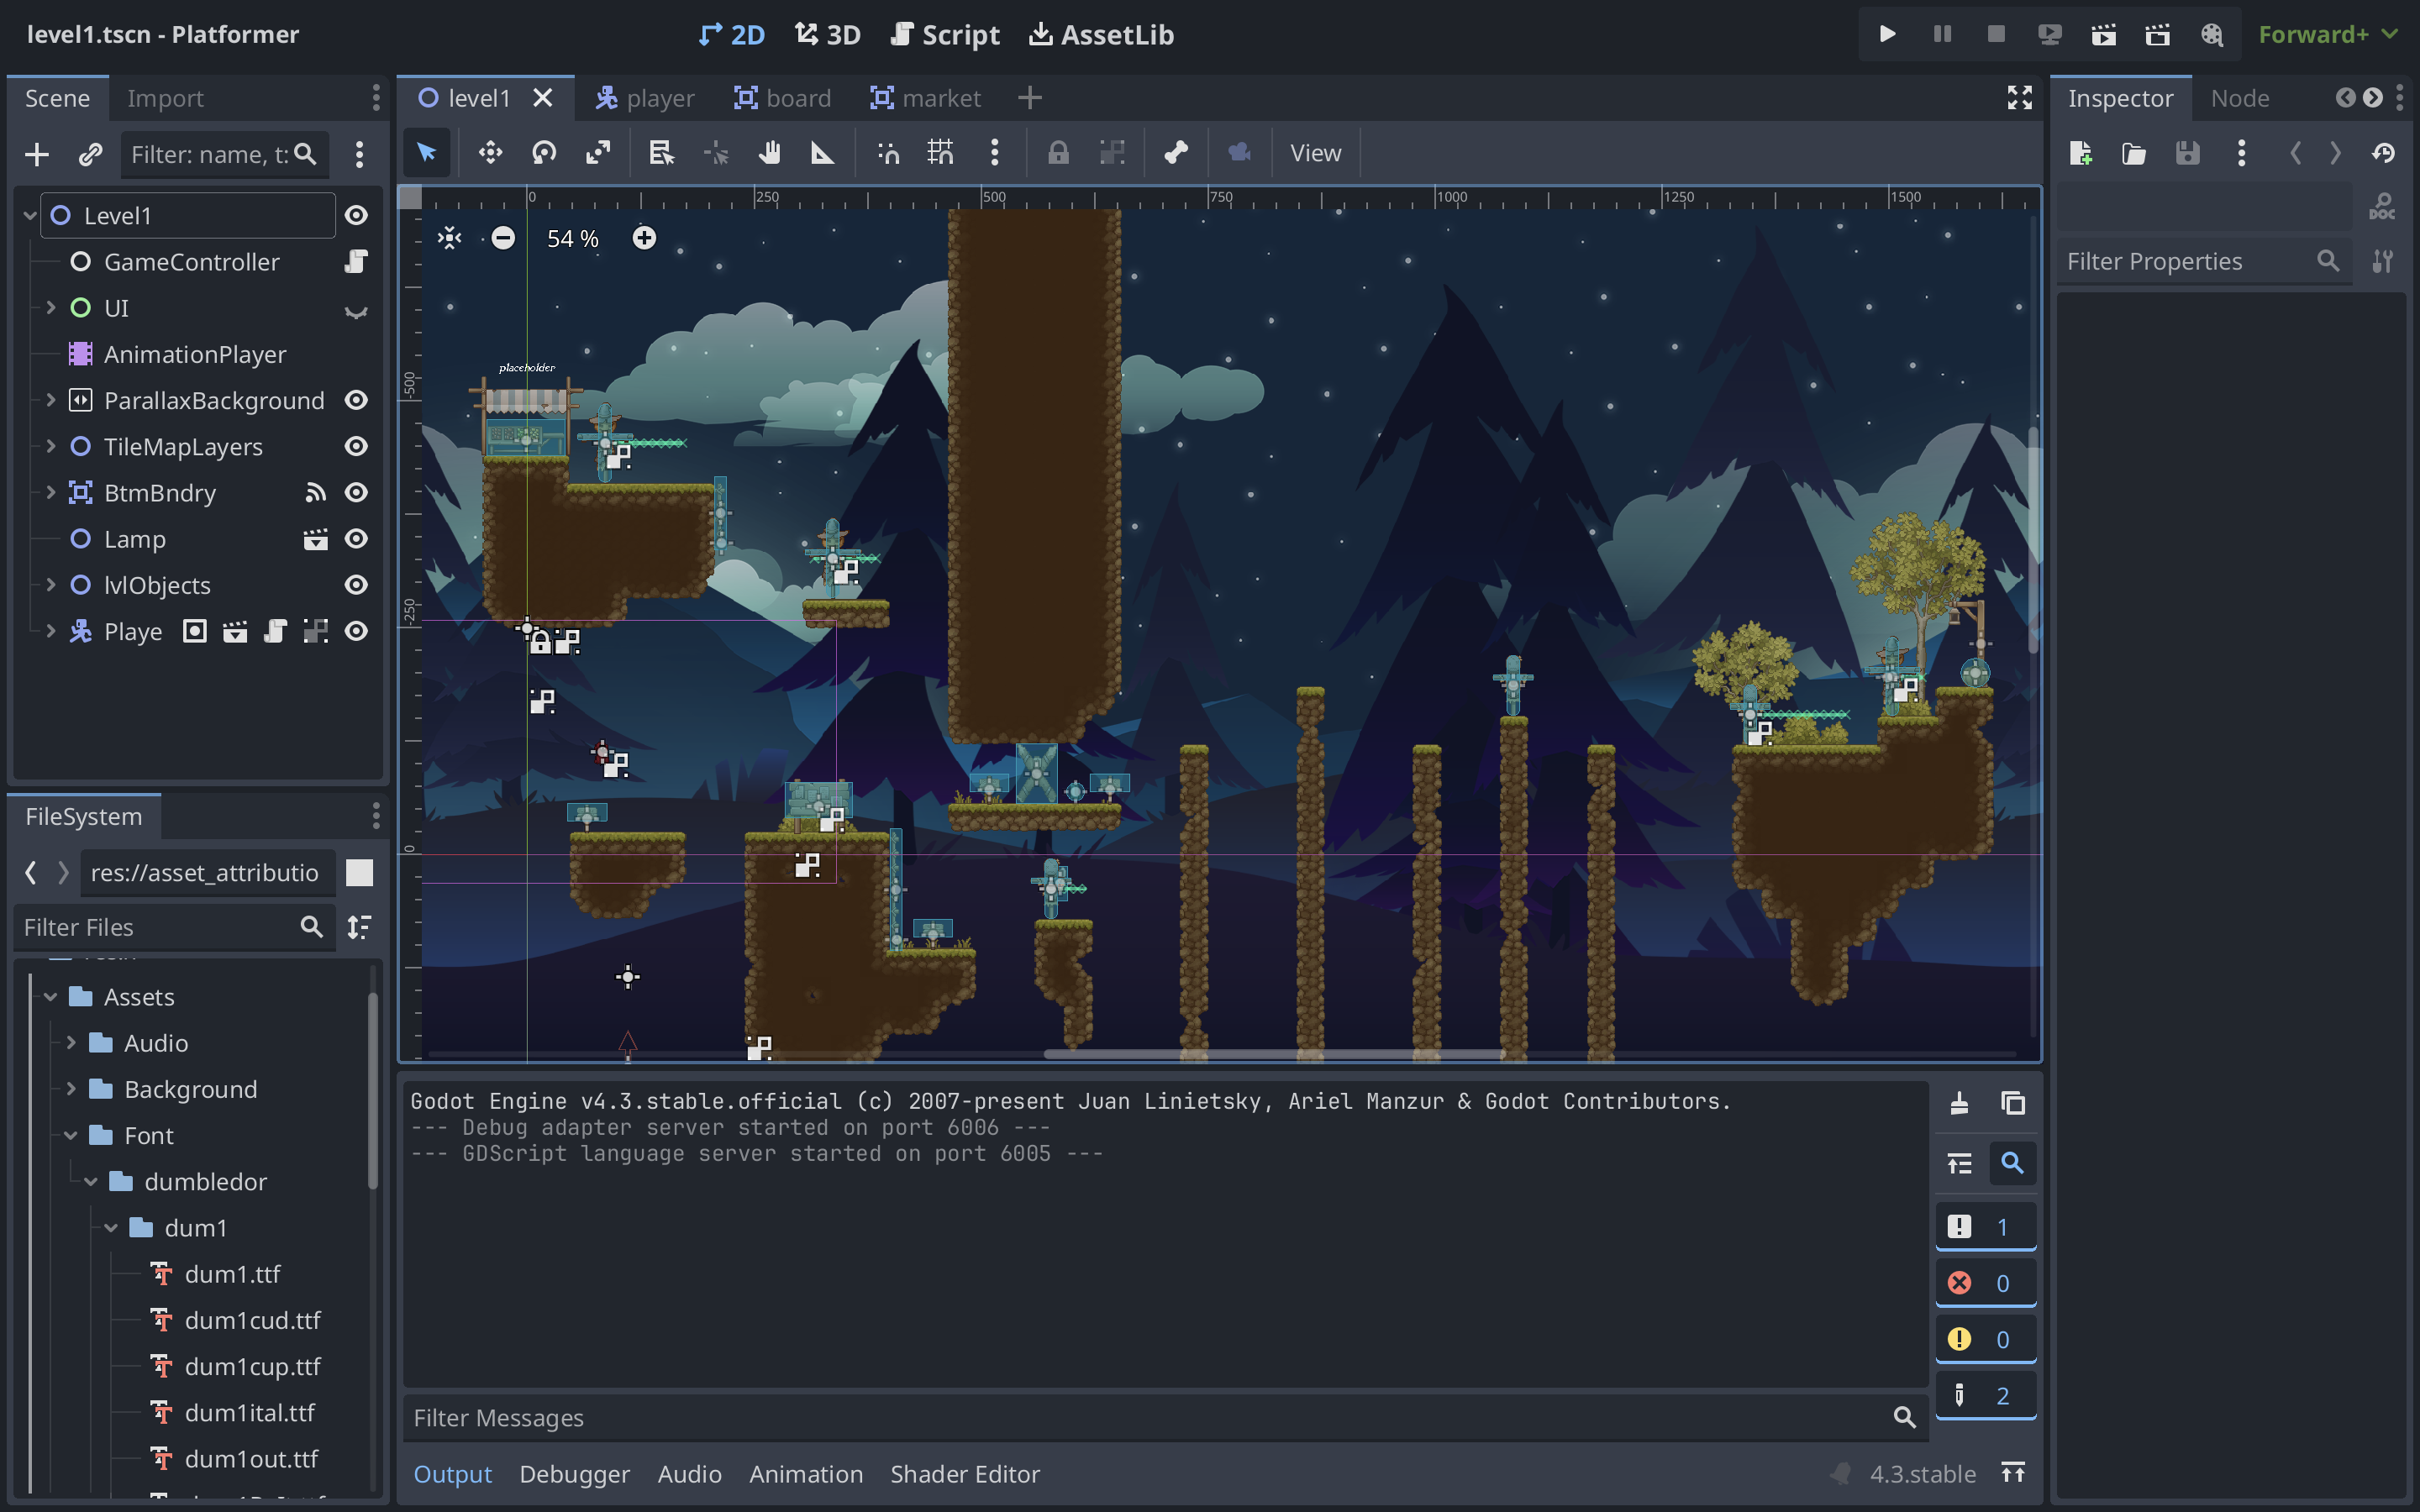 level1.tscn - Platformer
2D 3D Script AssetLib
Forward+
Scene Import
Filter: name, t:
Level1
GameController
UI
AnimationPlayer
ParallaxBackground
TileMapLayers
BtmBndry
Lamp
lvlObjects
Playe
FileSystem
res://asset_attributio
Filter Files
Assets
Audio
Background
Font
dumbledor
dum1
dum1.ttf
dum1cud.ttf
dum1cup.ttf
dum1ital.ttf
dum1out.ttf
level1 player board market
View
0 250 500 750 1000 1250 1500
54 %
-500
-250
0
placeholder
Godot Engine v4.3.stable.official (c) 2007-present Juan Linietsky, Ariel Manzur & Godot Contributors.
--- Debug adapter server started on port 6006 ---
--- GDScript language server started on port 6005 ---
1
0
0
2
Filter Messages
Output Debugger Audio Animation Shader Editor
4.3.stable
Inspector Node
DOC
Filter Properties